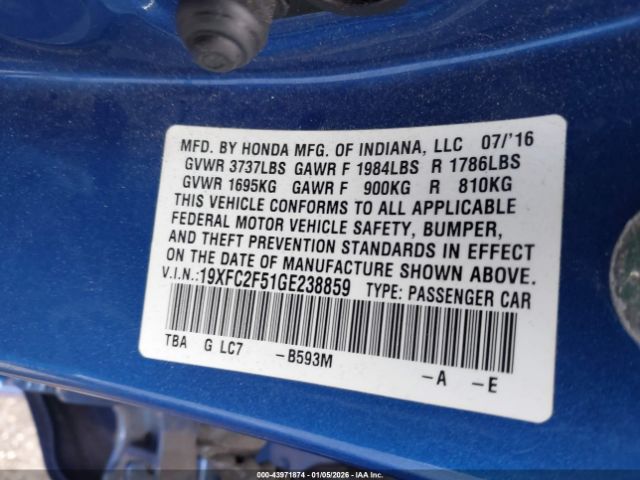 MFD. BY HONDA MFG. OF INDIANA, LLC 07/'16
GVWR 3737LBS GAWR F 1984LBS R 1786LBS
GVWR 1695KG GAWR F 900KG R 810KG
THIS VEHICLE CONFORMS TO ALL APPLICABLE
FEDERAL MOTOR VEHICLE SAFETY, BUMPER,
AND THEFT PREVENTION STANDARDS IN EFFECT
ON THE DATE OF MANUFACTURE SHOWN ABOVE.
V.I.N.:19XFC2F51GE238859 TYPE: PASSENGER CAR
TBA G LC7 -B593M
-A -E
000-43971874 | 01/05/2026 | IAA Inc.